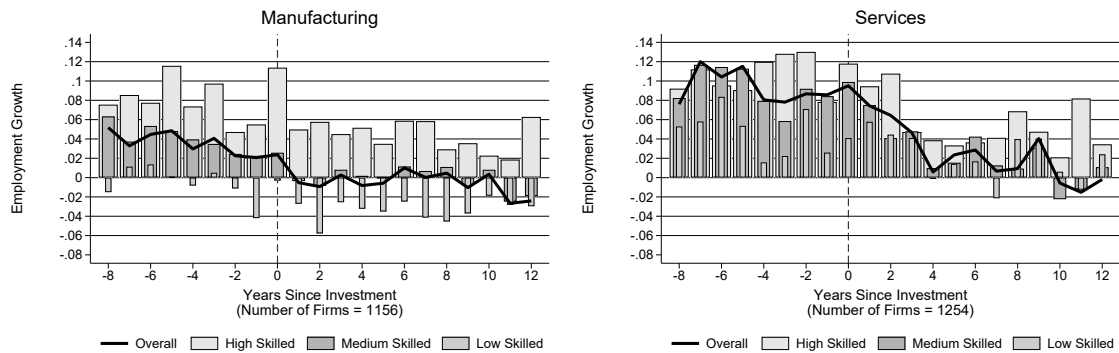 Manufacturing
Employment Growth
.14
.12
.1
.08
.06
.04
.02
0
-.02
-.04
-.06
-.08
-8 -6 -4 -2 0 2 4 6 8 10 12
Years Since Investment
(Number of Firms = 1156)
Overall High Skilled Medium Skilled Low Skilled
Services
Employment Growth
.14
.12
.1
.08
.06
.04
.02
0
-.02
-.04
-.06
-.08
-8 -6 -4 -2 0 2 4 6 8 10 12
Years Since Investment
(Number of Firms = 1254)
Overall High Skilled Medium Skilled Low Skilled